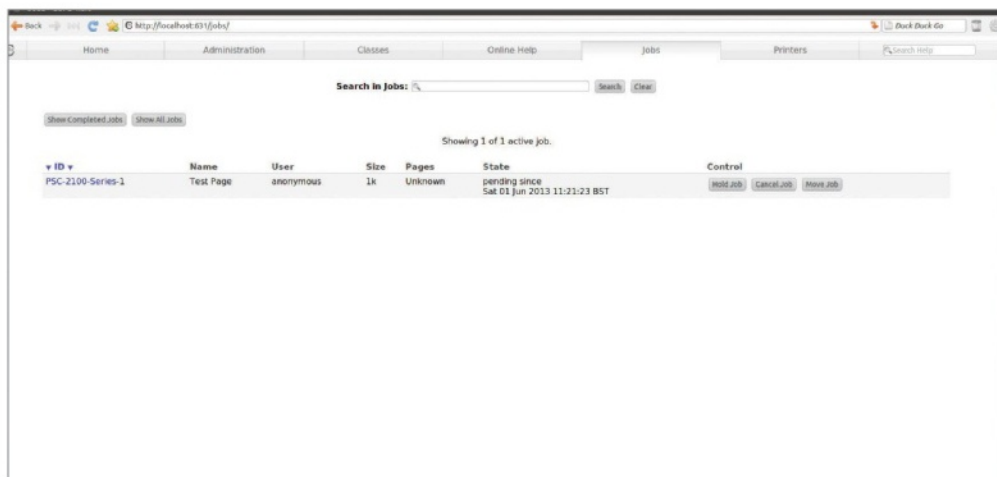 Back http://localhost:631/jobs/ Duck Duck Go
Home Administration Classes Online Help Jobs Printers Search Help
Search in Jobs: Search Clear
Show Completed Jobs Show All Jobs
Showing 1 of 1 active job.
ID Name User Size Pages State Control
PSC-2100-Series-1 Test Page anonymous 1k Unknown pending since Hold Job Cancel Job Move Job
Sat 01 Jun 2013 11:21:23 BST